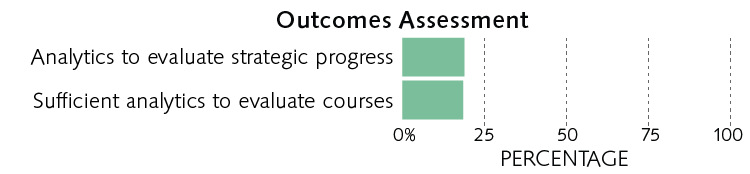 Outcomes Assessment
Analytics to evaluate strategic progress
Sufficient analytics to evaluate courses
0% 25 50 75 100
PERCENTAGE